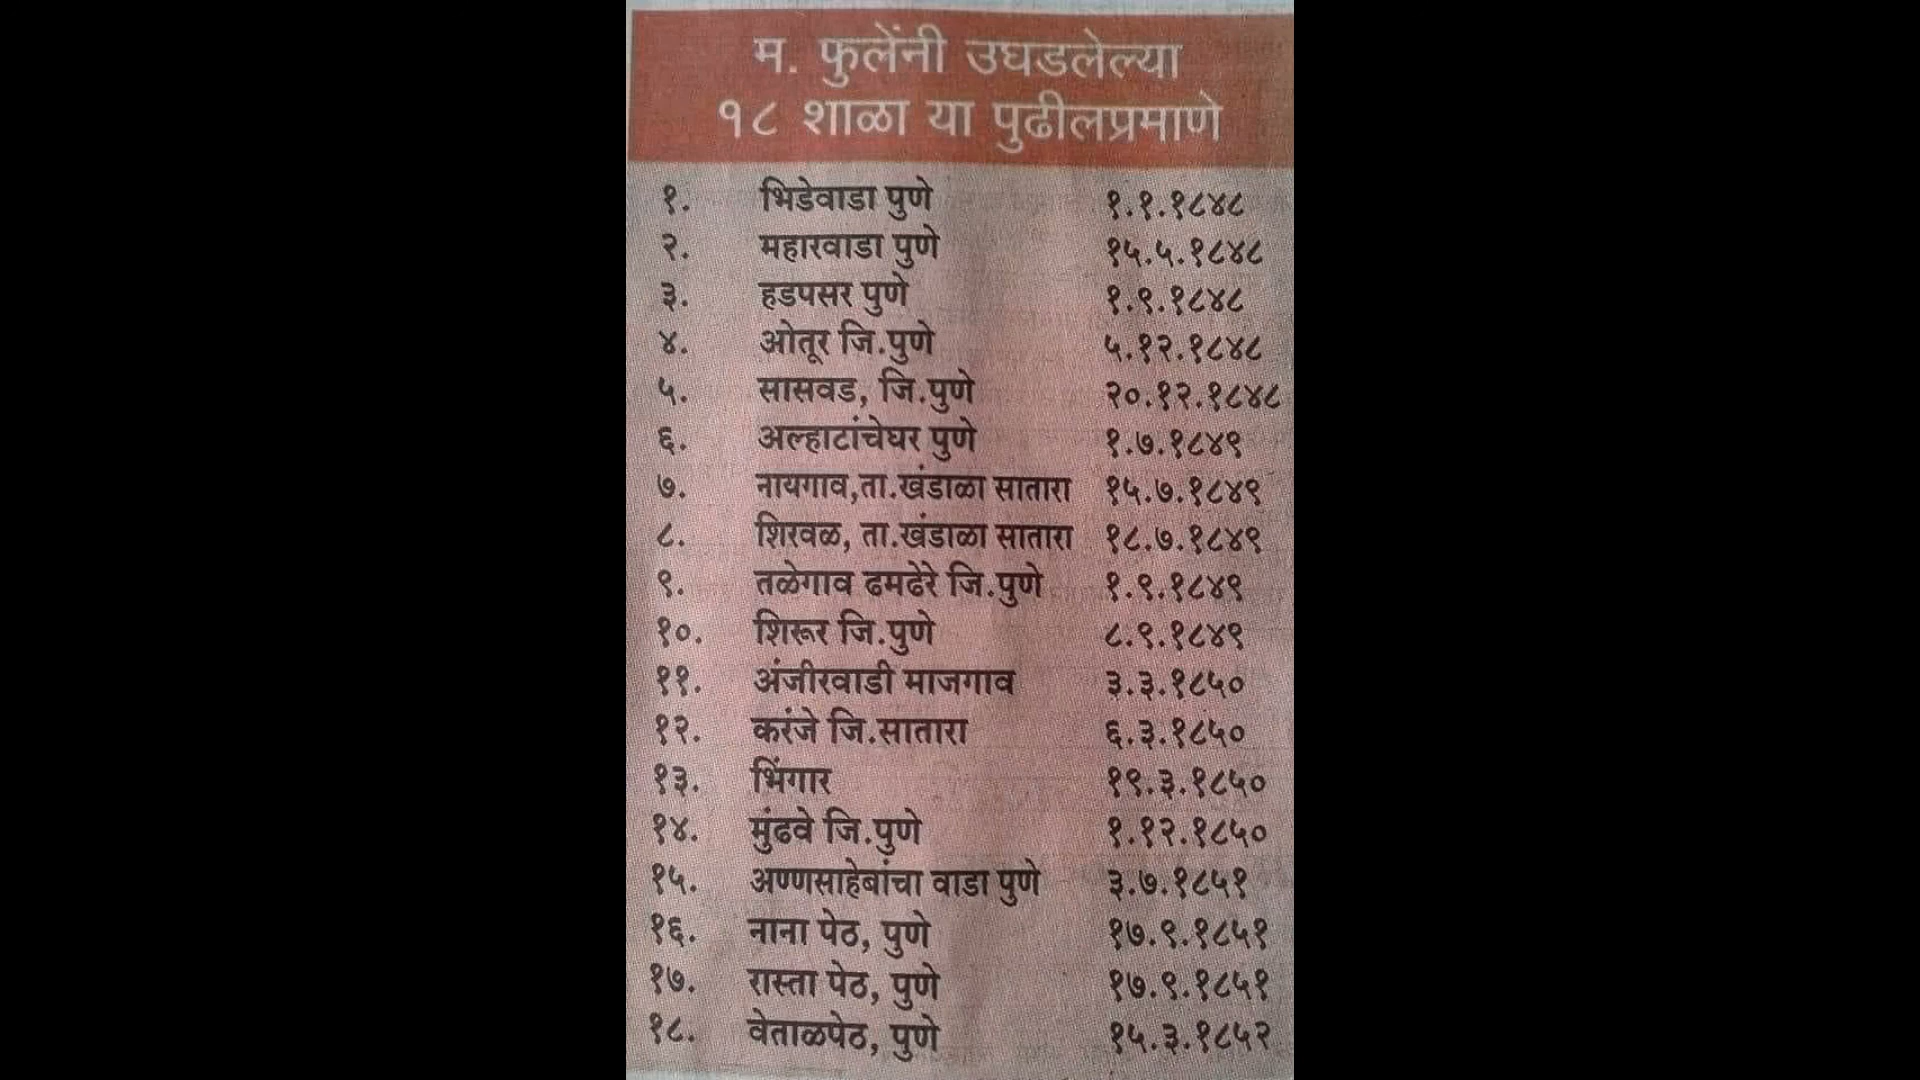 म. फुलेंनी उघडलेल्या
१८ शाळा या पुढीलप्रमाणे
१. भिडेवाडा पुणे १.१.१८४८
२. महारवाडा पुणे १५.५.१८४८
३. हडपसर पुणे १.९.१८४८
४. ओतूर जि.पुणे ५.१२.१८४८
५. सासवड, जि.पुणे २०.१२.१८४८
६. अल्हाटांचेघर पुणे १.७.१८४९
७. नायगाव,ता.खंडाळा सातारा १५.७.१८४९
८. शिरवळ, ता.खंडाळा सातारा १८.७.१८४९
९. तळेगाव ढमढेरे जि.पुणे १.९.१८४९
१०. शिरूर जि.पुणे ८.९.१८४९
११. अंजीरवाडी माजगाव ३.३.१८५०
१२. करंजे जि.सातारा ६.३.१८५०
१३. भिंगार १९.३.१८५०
१४. मुंढवे जि.पुणे १.१२.१८५०
१५. अण्णसाहेबांचा वाडा पुणे ३.७.१८५१
१६. नाना पेठ, पुणे १७.९.१८५१
१७. रास्ता पेठ, पुणे १७.९.१८५१
१८. वेताळपेठ, पुणे १५.३.१८५२